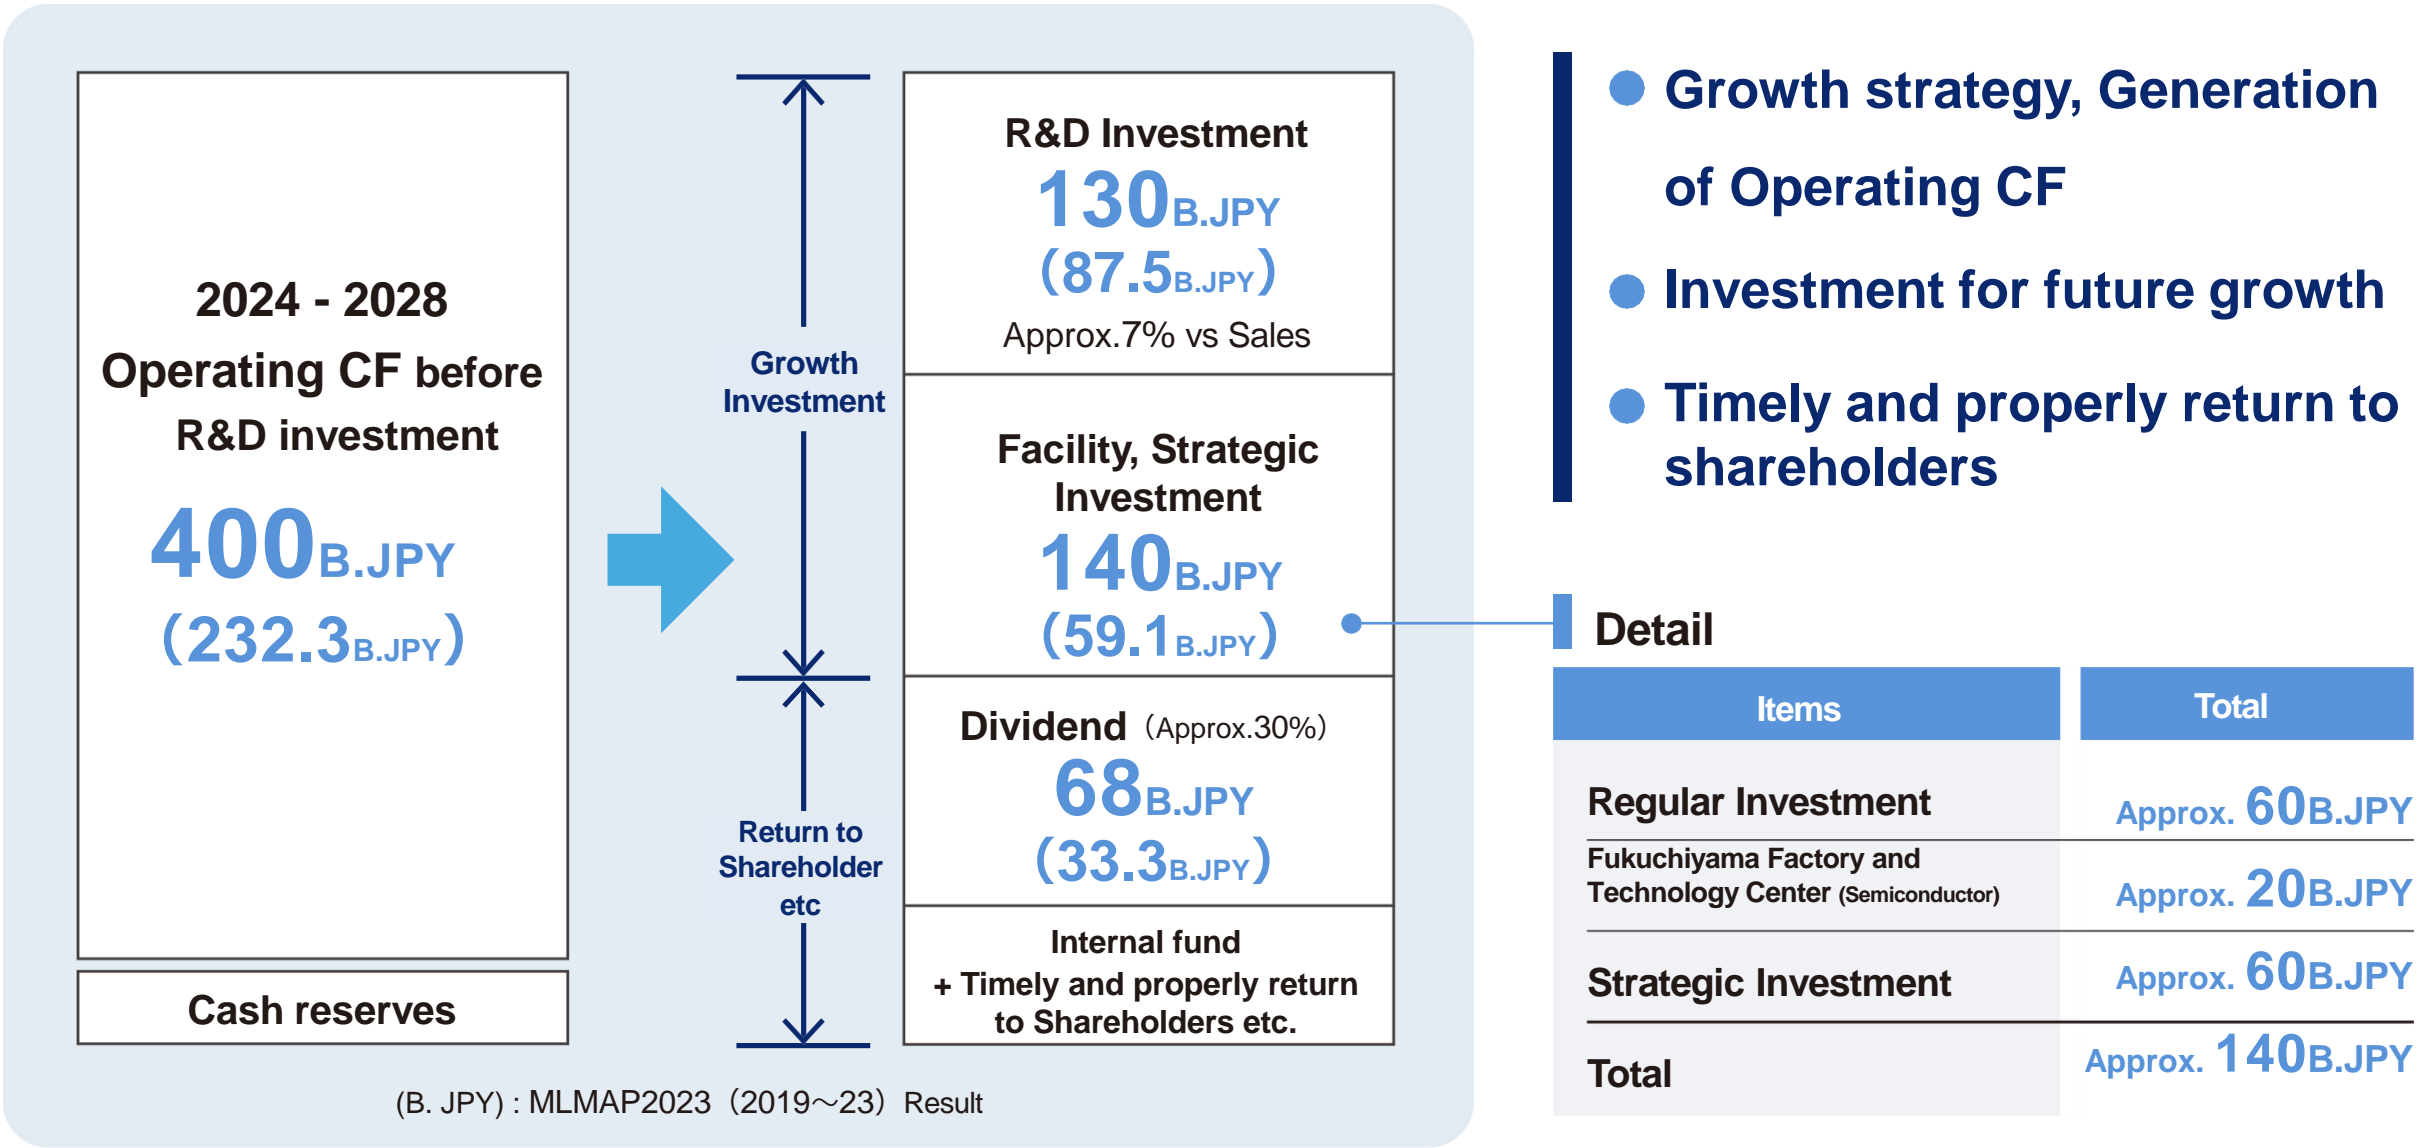 2024 - 2028
Operating CF before
R&D investment
400B.JPY
(232.3B.JPY)
Cash reserves
Growth
Investment
Return to
Shareholder
etc
R&D Investment
130B.JPY
(87.5B.JPY)
Approx.7% vs Sales
Facility, Strategic
Investment
140B.JPY
(59.1B.JPY)
Dividend (Approx.30%)
68B.JPY
(33.3B.JPY)
Internal fund
+ Timely and properly return
to Shareholders etc.
(B. JPY) : MLMAP2023 (2019~23) Result
Growth strategy, Generation
of Operating CF
Investment for future growth
Timely and properly return to
shareholders
Detail
Items Total
Regular Investment Approx. 60B.JPY
Fukuchiyama Factory and
Technology Center (Semiconductor) Approx. 20B.JPY
Strategic Investment Approx. 60B.JPY
Total Approx. 140B.JPY